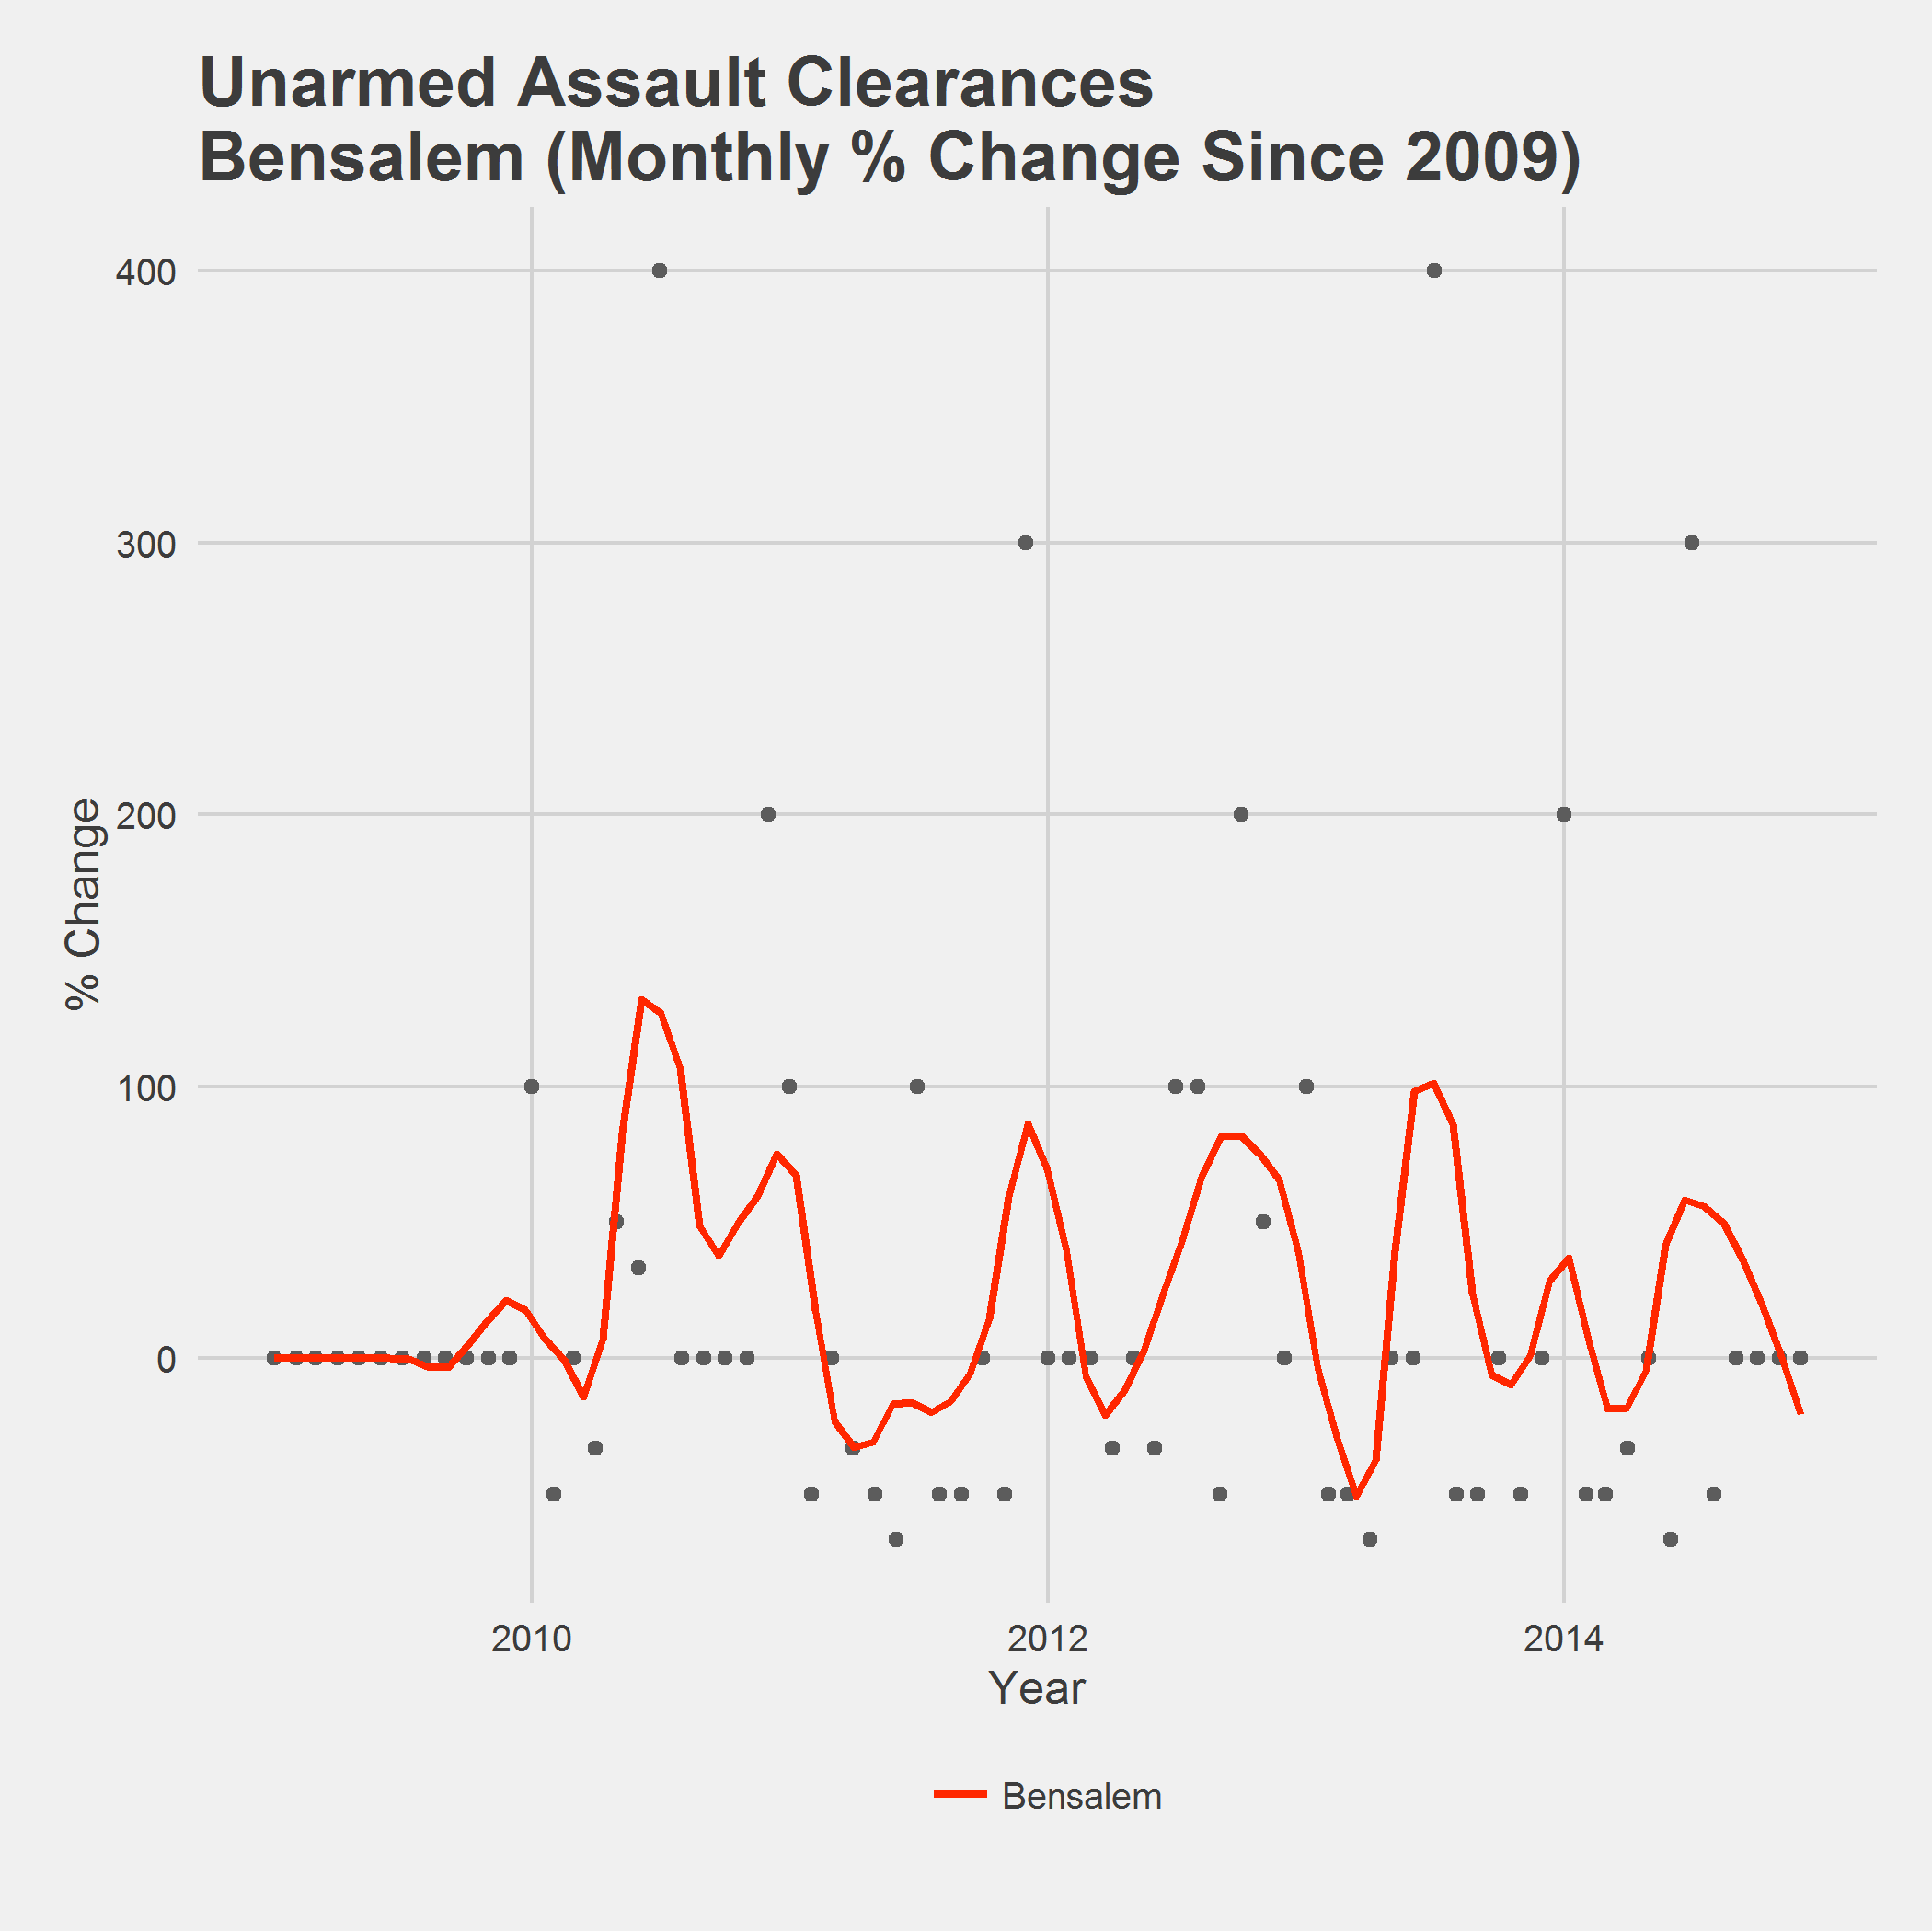 Unarmed Assault Clearances
Bensalem (Monthly % Change Since 2009)
% Change
400
300
200
100
0
2010 2012 2014
Year
Bensalem